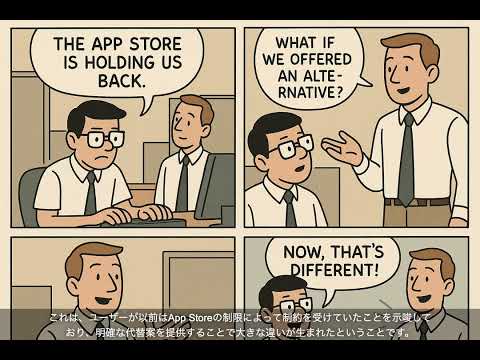 THE APP STORE
IS HOLDING US
BACK.
WHAT IF
WE OFFERED
AN ALTE-
RNATIVE?
NOW, THAT'S
DIFFERENT!
これは、ユーザーが以前はApp Storeの制限によって制約を受けていたことを示唆して
おり、明確な代替案を提供することで大きな違いが生まれたということです。